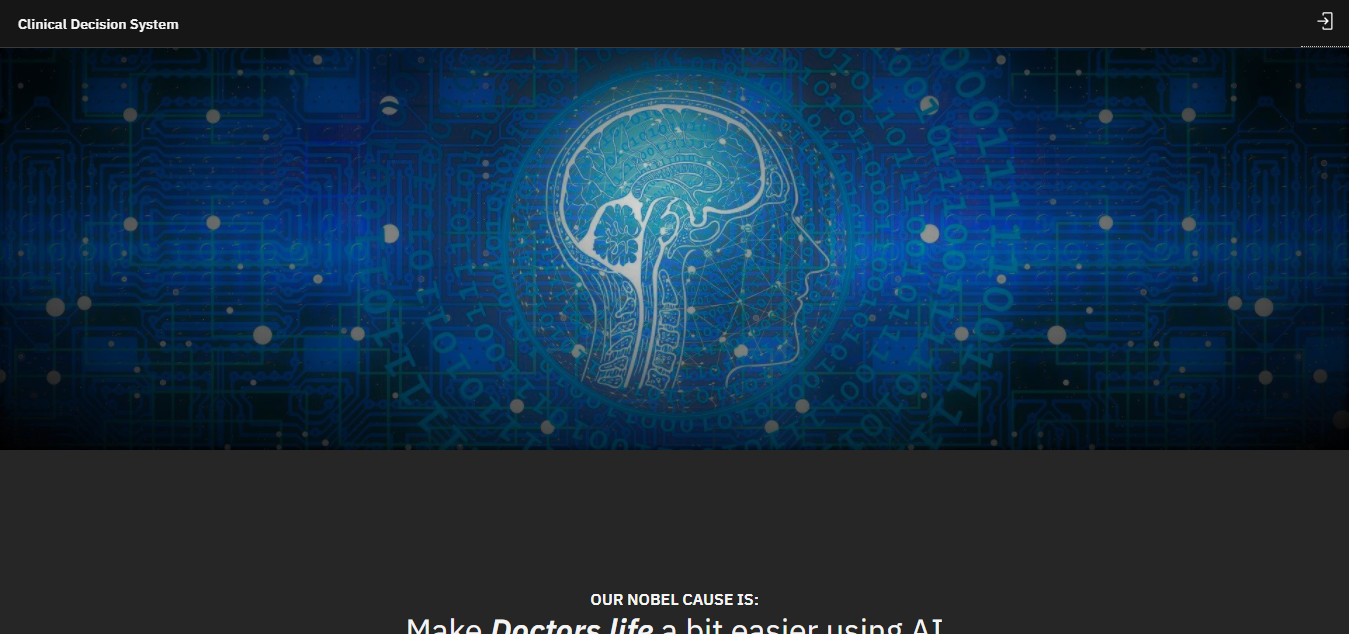 Clinical Decision System
OUR NOBEL CAUSE IS:
Make Doctors life a bit easier using AI